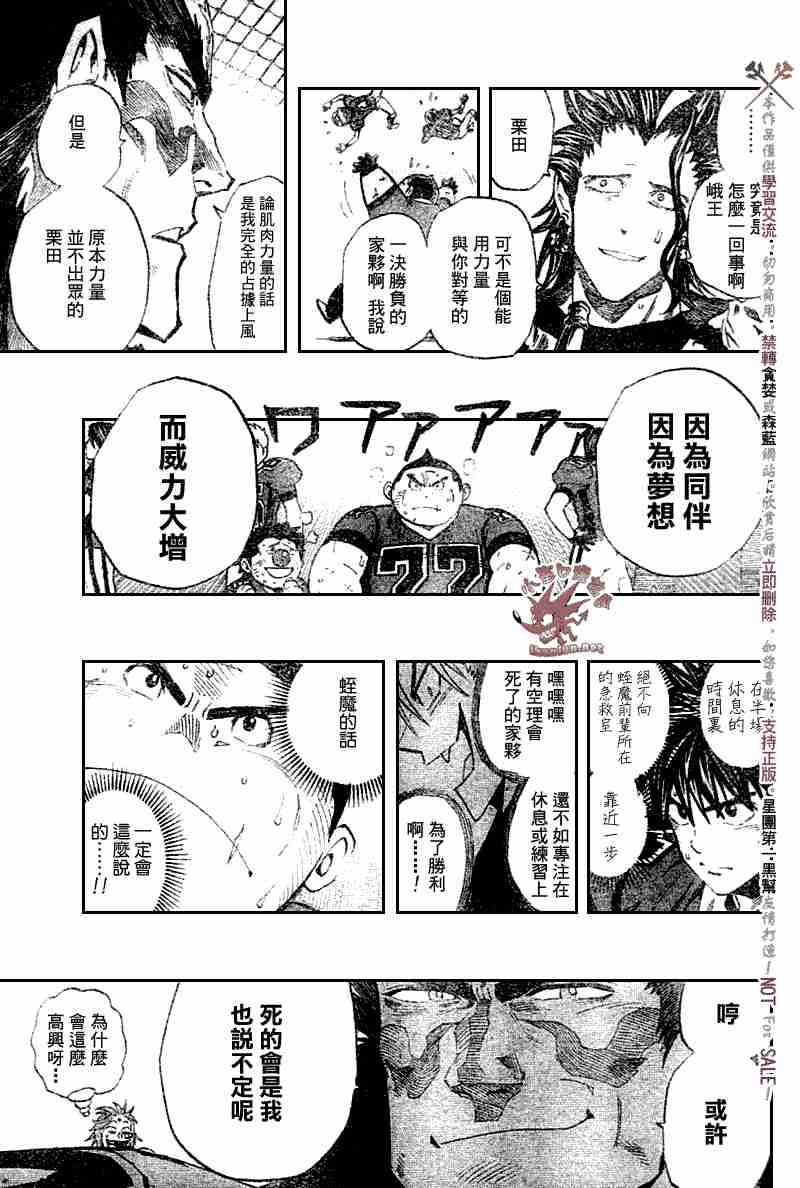 ………
究竟是
怎麼一回事啊
峨王
栗田
可不是個能
用力量
與你對等的
一決勝負的
家夥啊 我說
論肌肉力量的話
是我完全的占據上風
但是
原本力量
並不出眾的
栗田
ワァァァァァァ
因為同伴
因為夢想
而威力大增
在半場
休息的
時間裏
絕不向
蛭魔前輩所在
的急救室
靠近一步
嘿嘿嘿
有空理會
死了的家夥
還不如專注在
休息或練習上
為了勝利
啊……!
蛭魔的話
一定會
這麼說
的……!!
哼
或許
死的會是我
也說不定呢
為什麼
會這麼
高興呀…
本作品僅供學習交流…切勿商用,禁轉貪婪或森藍網站,欣賞后請立即刪除,如您喜歡,支持正版。星團第一黑幫友情打造!NOT For SALE!